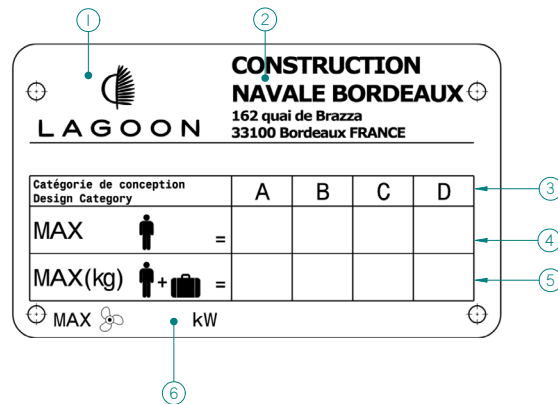 1
2
CONSTRUCTION
NAVALE BORDEAUX
162 quai de Brazza
33100 Bordeaux FRANCE
LAGOON
Catégorie de conception
Design Category
A B C D
3
MAX =
4
MAX(kg) + =
5
MAX kW
6